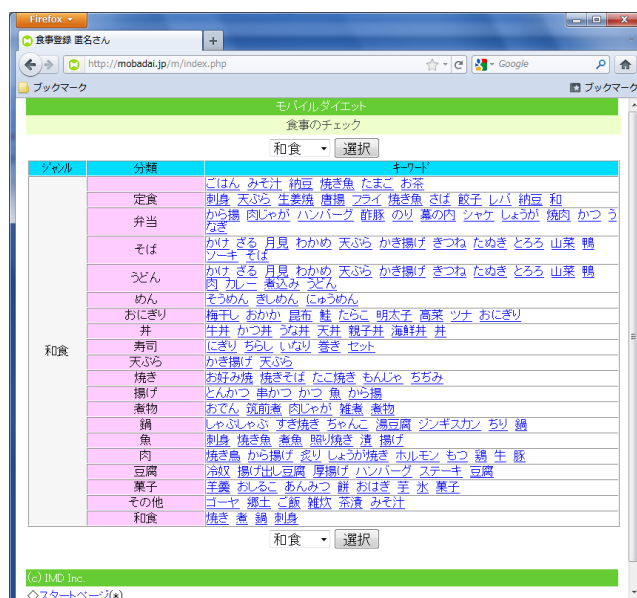 Firefox
食事登録 匿名さん
http://mobadai.jp/m/index.php
Google
ブックマーク ブックマーク
モバイルダイエット
食事のチェック
和食 選択
ジャンル 分類 キーワード
ごはん みそ汁 納豆 焼き魚 たまご お茶
定食 刺身 天ぷら 生姜焼 唐揚 フライ 焼き魚 さば 餃子 レバ 納豆 和
弁当 から揚 肉じゃが ハンバーグ 酢豚 のり 幕の内 シャケ しょうが 焼肉 かつ う
なぎ
そば かけ ざる 月見 わかめ 天ぷら かき揚げ きつね たぬき とろろ 山菜 鴨
ソーキ そば
うどん かけ ざる 月見 わかめ 天ぷら かき揚げ きつね たぬき とろろ 山菜 鴨
肉 カレー 煮込み うどん
めん そうめん きしめん にゅうめん
おにぎり 梅干し おかか 昆布 鮭 たらこ 明太子 高菜 ツナ おにぎり
丼 牛丼 かつ丼 うな丼 天丼 親子丼 海鮮丼 丼
寿司 にぎり ちらし いなり 巻き セット
和食 天ぷら かき揚げ 天ぷら
焼き お好み焼 焼きそば たこ焼き もんじゃ ちぢみ
揚げ とんかつ 串かつ かつ 魚 から揚
煮物 おでん 筑前煮 肉じゃが 雑煮 煮物
鍋 しゃぶしゃぶ すき焼き ちゃんこ 湯豆腐 ジンギスカン ちり 鍋
魚 刺身 焼き魚 煮魚 照り焼き 漬 揚げ
肉 焼き鳥 から揚げ 炙り しょうが焼き ホルモン もつ 鶏 牛 豚
豆腐 冷奴 揚げ出し豆腐 厚揚げ ハンバーグ ステーキ 豆腐
菓子 羊羹 おしるこ あんみつ 餅 おはぎ 芋 氷 菓子
その他 ゴーヤ 郷土 ご飯 雑炊 茶漬 みそ汁
和食 焼き 煮 鍋 刺身
和食 選択
(c) IMD Inc.
◇スタートページ(*)